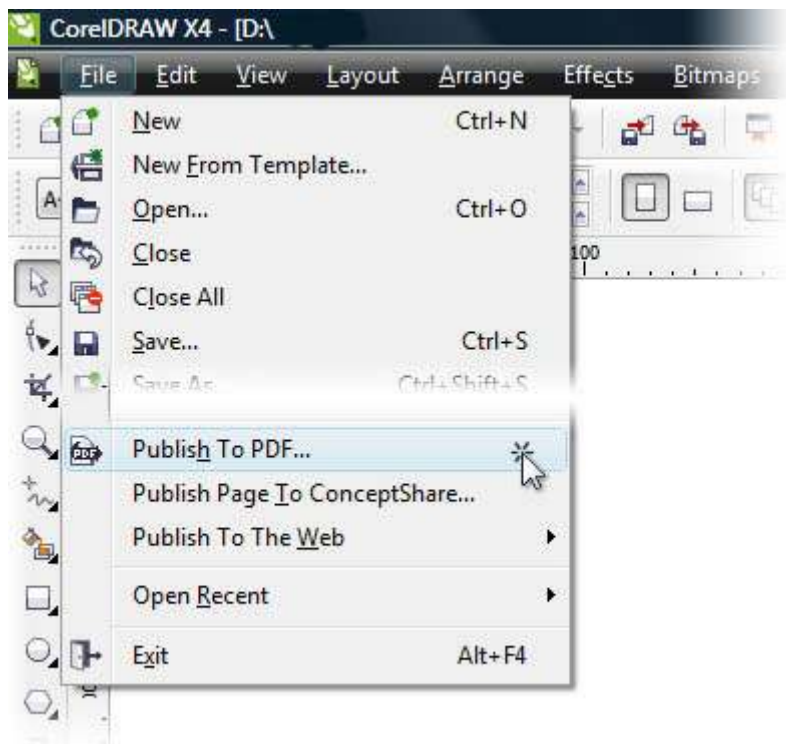 CorelDRAW X4 - [D:\
File Edit View Layout Arrange Effects Bitmaps
New Ctrl+N
New From Template...
Open... Ctrl+O
Close
Close All
Save... Ctrl+S
Save As Ctrl+Shift+S
100
Publish To PDF...
Publish Page To ConceptShare...
Publish To The Web
Open Recent
Exit Alt+F4